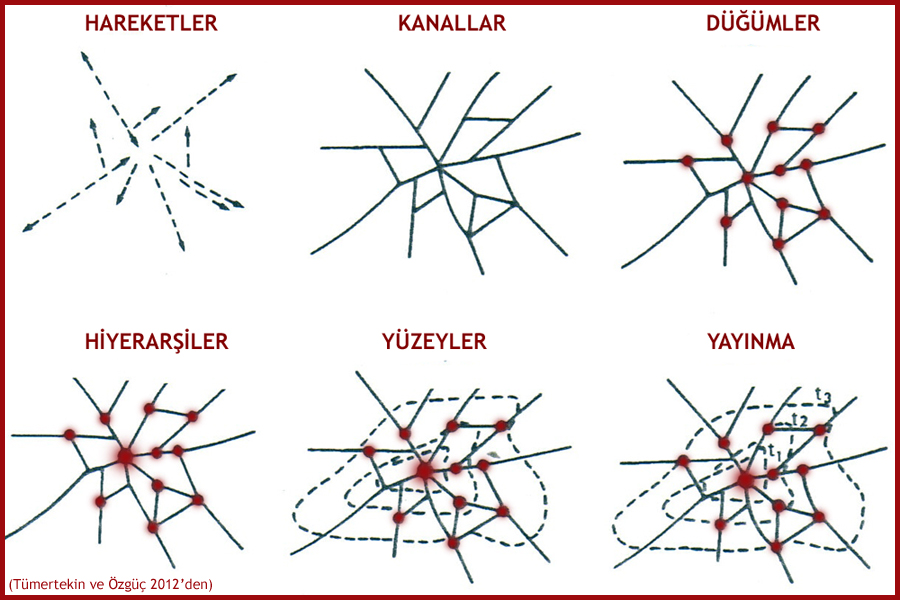 HAREKETLER
KANALLAR
DÜĞÜMLER
HİYERARŞİLER
YÜZEYLER
YAYINMA
t3
t2
t1
(Tümertekin ve Özgüç 2012’den)